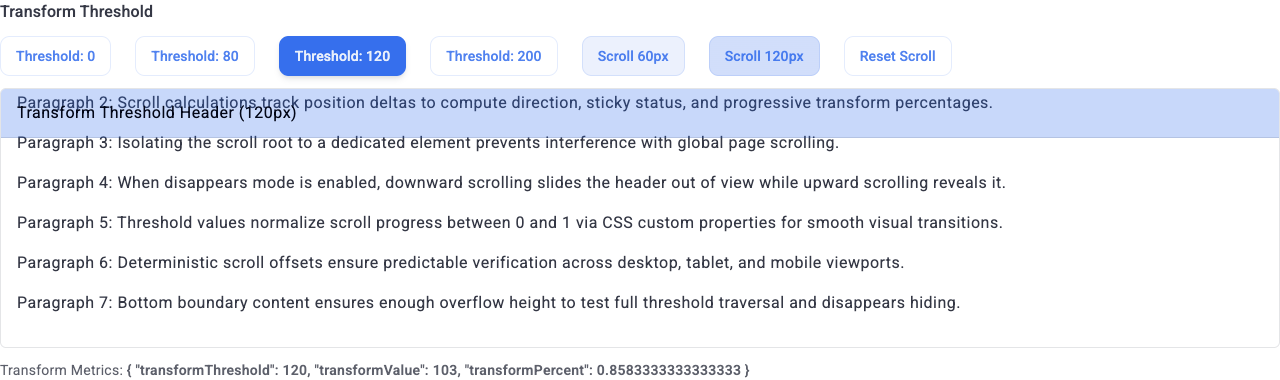 Transform Threshold
Threshold: 0 Threshold: 80 Threshold: 120 Threshold: 200 Scroll 60px Scroll 120px Reset Scroll
Paragraph 2: Scroll calculations track position deltas to compute direction, sticky status, and progressive transform percentages.
Transform Threshold Header (120px)
Paragraph 3: Isolating the scroll root to a dedicated element prevents interference with global page scrolling.
Paragraph 4: When disappears mode is enabled, downward scrolling slides the header out of view while upward scrolling reveals it.
Paragraph 5: Threshold values normalize scroll progress between 0 and 1 via CSS custom properties for smooth visual transitions.
Paragraph 6: Deterministic scroll offsets ensure predictable verification across desktop, tablet, and mobile viewports.
Paragraph 7: Bottom boundary content ensures enough overflow height to test full threshold traversal and disappears hiding.
Transform Metrics: { "transformThreshold": 120, "transformValue": 103, "transformPercent": 0.8583333333333333 }